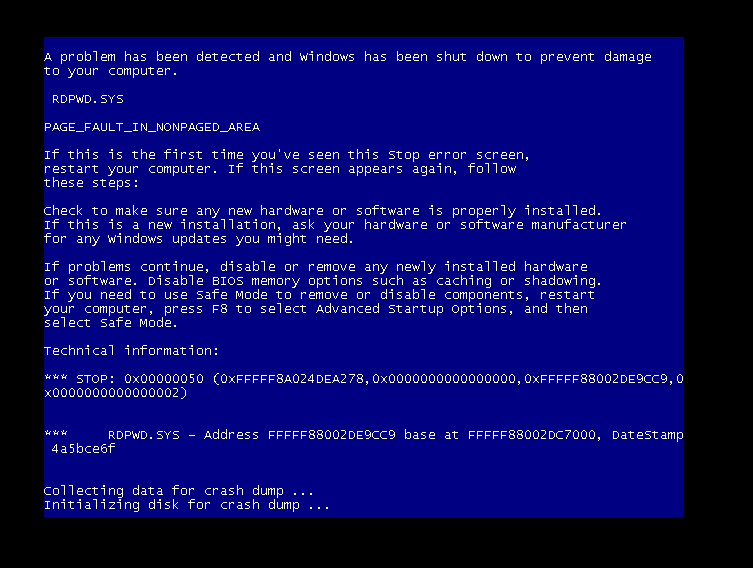 A problem has been detected and Windows has been shut down to prevent damage
to your computer.
RDPWD.SYS
PAGE_FAULT_IN_NONPAGED_AREA
If this is the first time you've seen this Stop error screen,
restart your computer. If this screen appears again, follow
these steps:
Check to make sure any new hardware or software is properly installed.
If this is a new installation, ask your hardware or software manufacturer
for any Windows updates you might need.
If problems continue, disable or remove any newly installed hardware
or software. Disable BIOS memory options such as caching or shadowing.
If you need to use Safe Mode to remove or disable components, restart
your computer, press F8 to select Advanced Startup Options, and then
select Safe Mode.
Technical information:
*** STOP: 0x00000050 (0xFFFFF8A024DEA278,0x0000000000000000,0xFFFFF88002DE9CC9,0
x0000000000000002)
***     RDPWD.SYS - Address FFFFF88002DE9CC9 base at FFFFF88002DC7000, DateStamp
4a5bce6f
Collecting data for crash dump ...
Initializing disk for crash dump ...